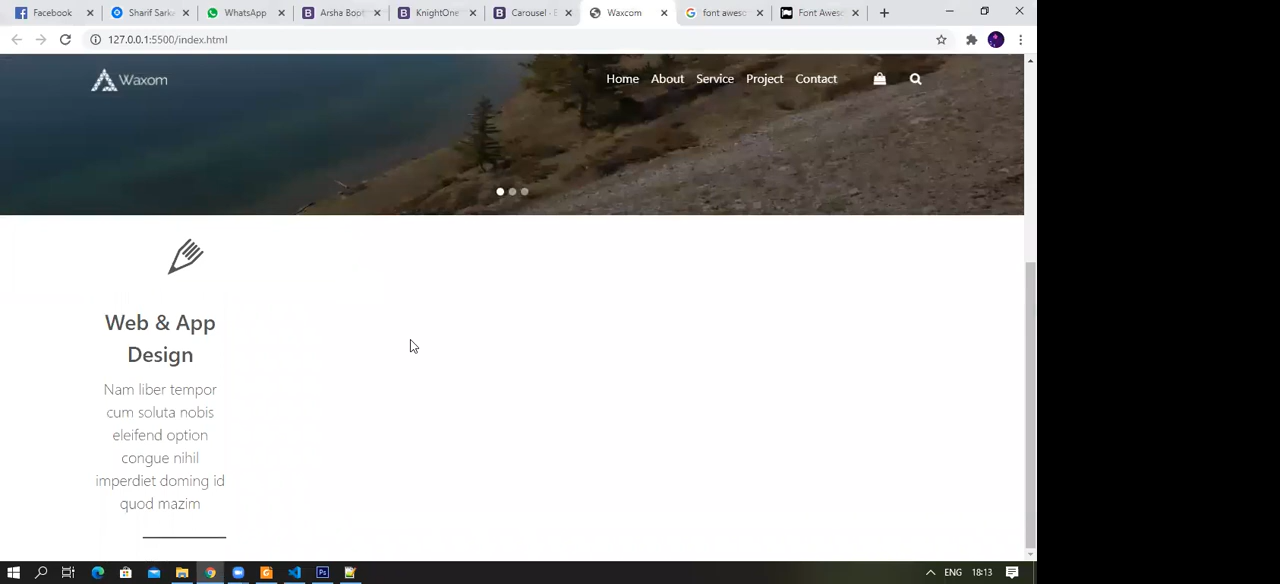 Facebook
Sharif Sark
WhatsApp
Arsha Boot
KnightOne
Carousel · E
Waxcom
font aweso
Font Aweso
127.0.0.1:5500/index.html
Waxom
Home About Service Project Contact
Web & App
Design
Nam liber tempor
cum soluta nobis
eleifend option
congue nihil
imperdiet doming id
quod mazim
ENG 18:13